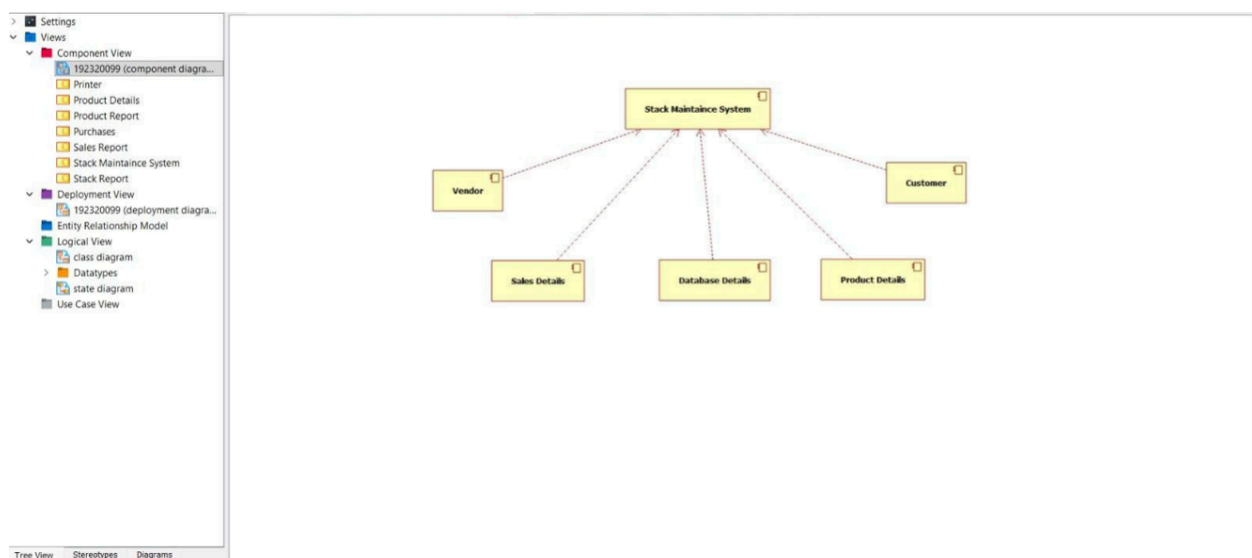 Settings
Views
Component View
192320099 (component diagra...
Printer
Product Details
Product Report
Purchases
Sales Report
Stack Maintaince System
Stack Report
Deployment View
192320099 (deployment diagra...
Entity Relationship Model
Logical View
class diagram
Datatypes
state diagram
Use Case View
Tree View Stereotypes Diagrams
Stack Maintaince System
Vendor
Customer
Sales Details
Database Details
Product Details